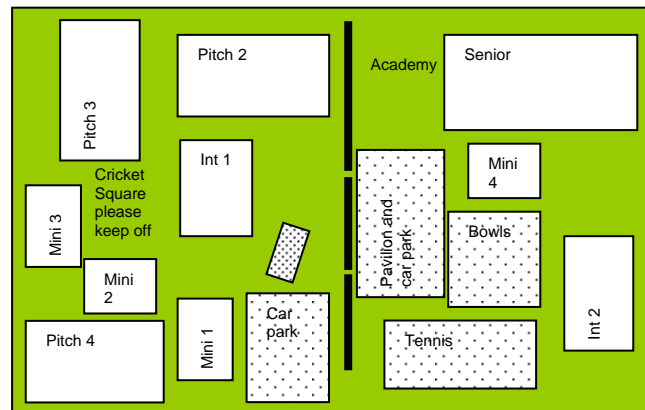 Pitch 2
Academy
Senior
Pitch 3
Int 1
Mini
4
Cricket
Square
please
keep off
Pavilion and
car park
Mini 3
Bowls
Mini
2
Int 2
Car
park
Mini 1
Pitch 4
Tennis